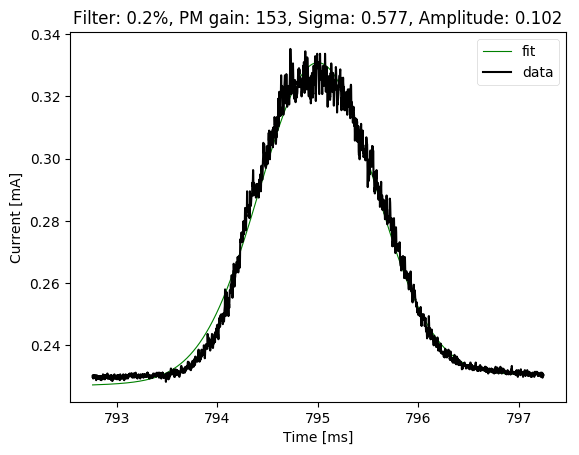 Filter: 0.2%, PM gain: 153, Sigma: 0.577, Amplitude: 0.102
0.34
0.32
0.30
0.28
0.26
0.24
Current [mA]
fit
data
793
794
795
796
797
Time [ms]